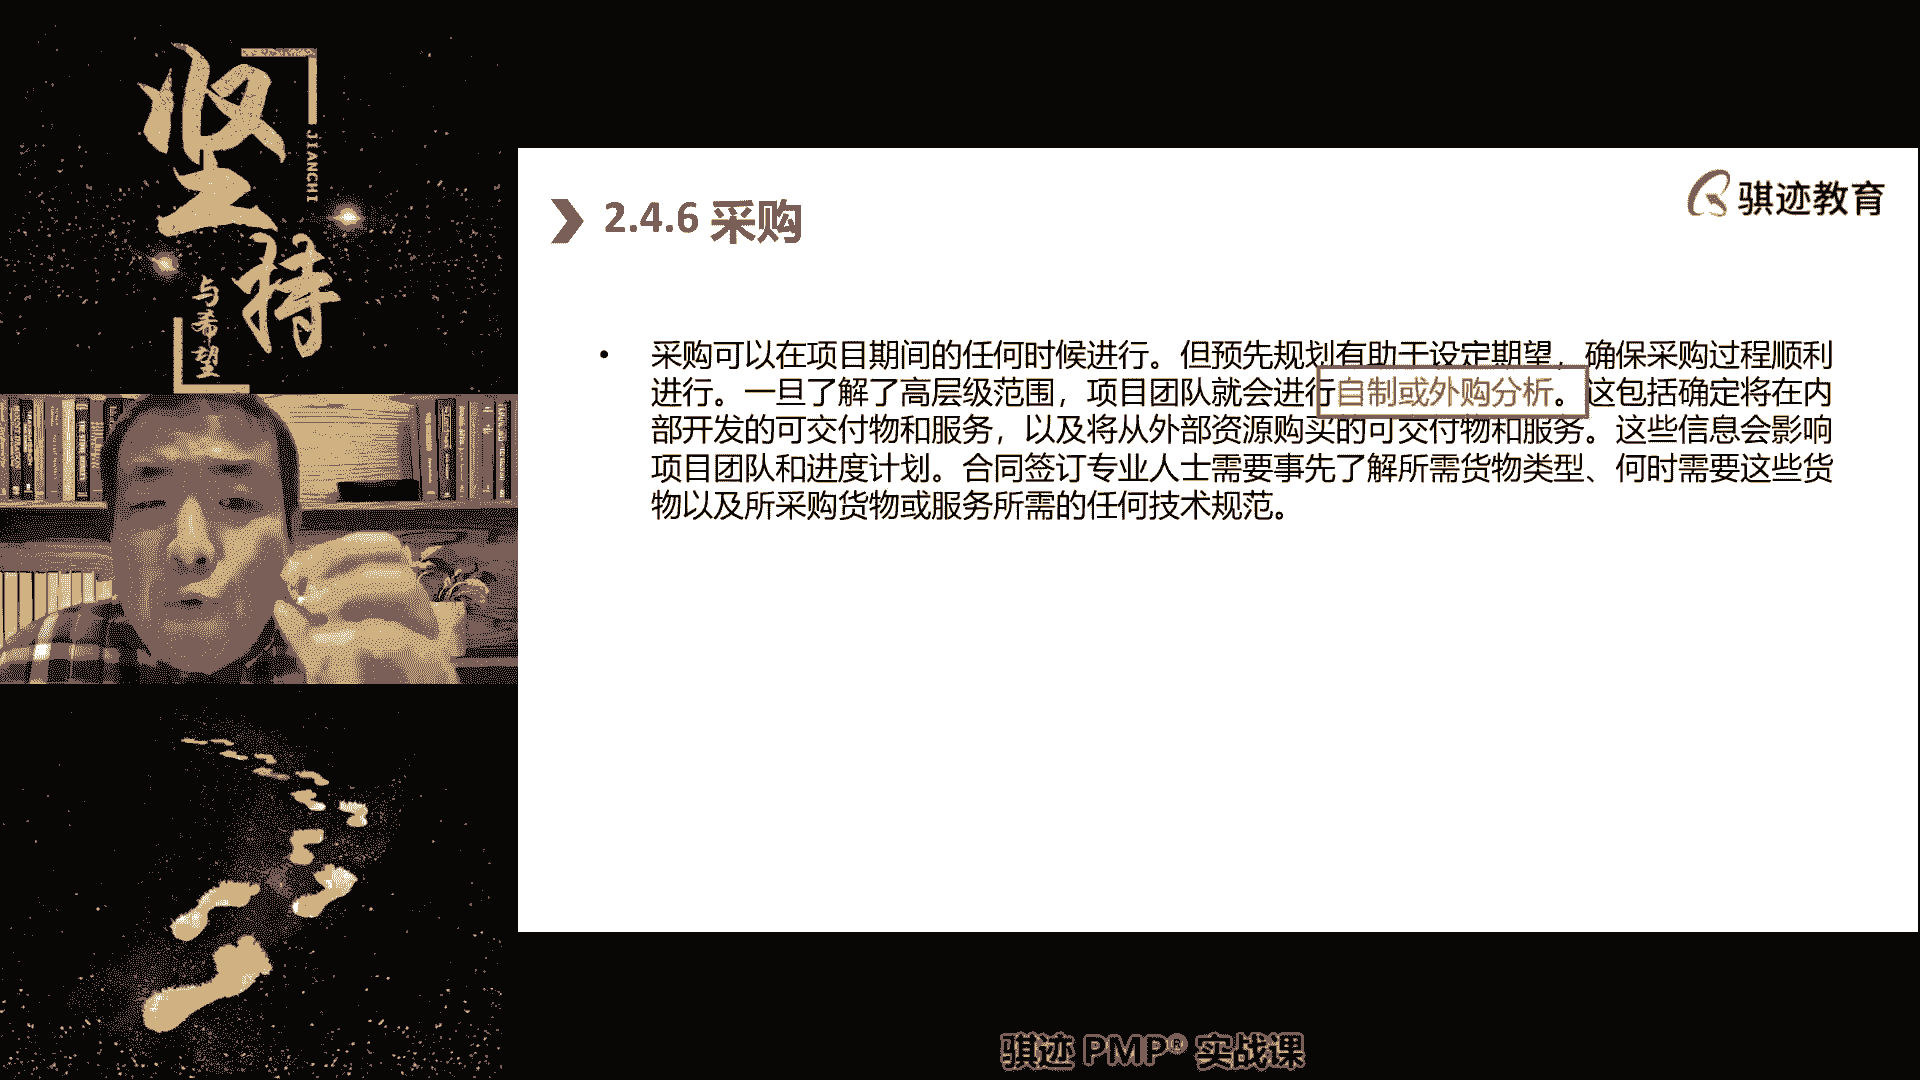 坚持
JIANCHI
与希望
骐迹教育
2.4.6 采购
• 采购可以在项目期间的任何时候进行。但预先规划有助于设定期望，确保采购过程顺利
进行。一旦了解了高层级范围，项目团队就会进行自制或外购分析。这包括确定将在内
部开发的可交付物和服务，以及将从外部资源购买的可交付物和服务。这些信息会影响
项目团队和进度计划。合同签订专业人士需要事先了解所需货物类型、何时需要这些货
物以及所采购货物或服务所需的任何技术规范。
骐迹 PMP® 实战课